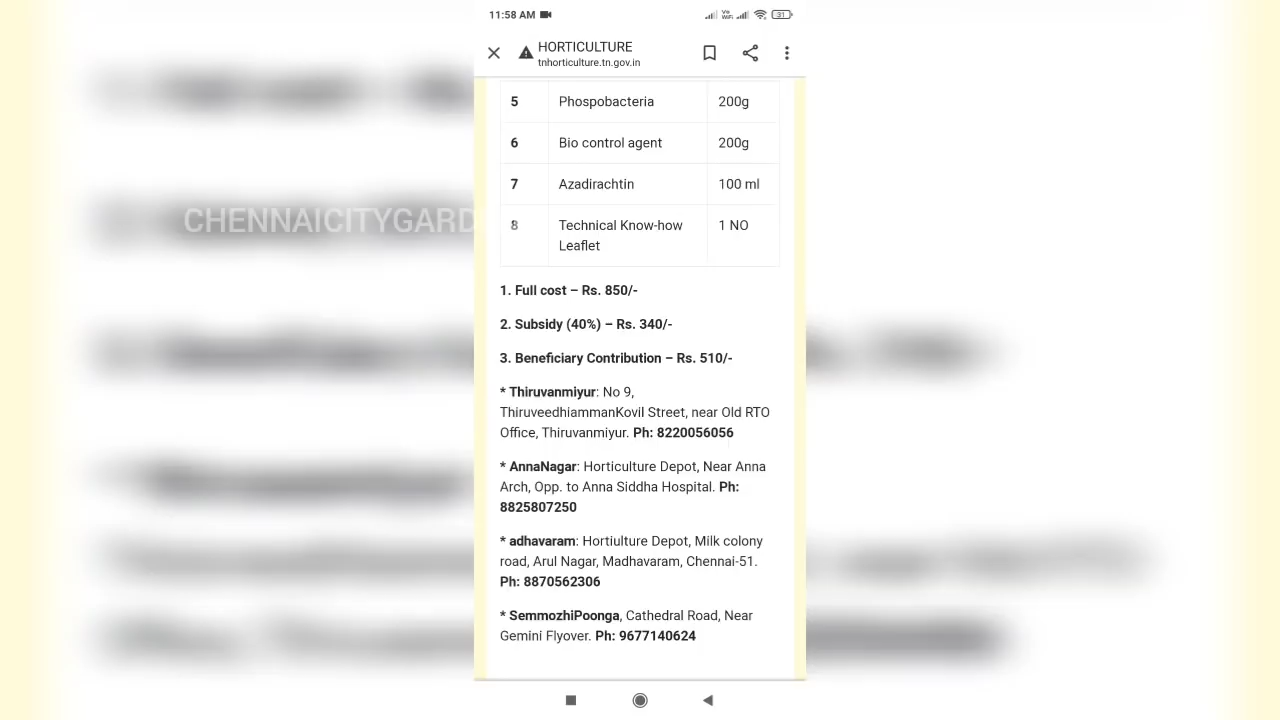 11:58 AM
Vo
WiFi
31
HORTICULTURE
tnhorticulture.tn.gov.in
5 Phospobacteria 200g
6 Bio control agent 200g
7 Azadirachtin 100 ml
CHENNAICITYGARD
8 Technical Know-how 1 NO
Leaflet
1. Full cost – Rs. 850/-
2. Subsidy (40%) – Rs. 340/-
3. Beneficiary Contribution – Rs. 510/-
* Thiruvanmiyur: No 9,
ThiruveedhiammanKovil Street, near Old RTO
Office, Thiruvanmiyur. Ph: 8220056056
* AnnaNagar: Horticulture Depot, Near Anna
Arch, Opp. to Anna Siddha Hospital. Ph:
8825807250
* adhavaram: Hortiulture Depot, Milk colony
road, Arul Nagar, Madhavaram, Chennai-51.
Ph: 8870562306
* SemmozhiPoonga, Cathedral Road, Near
Gemini Flyover. Ph: 9677140624